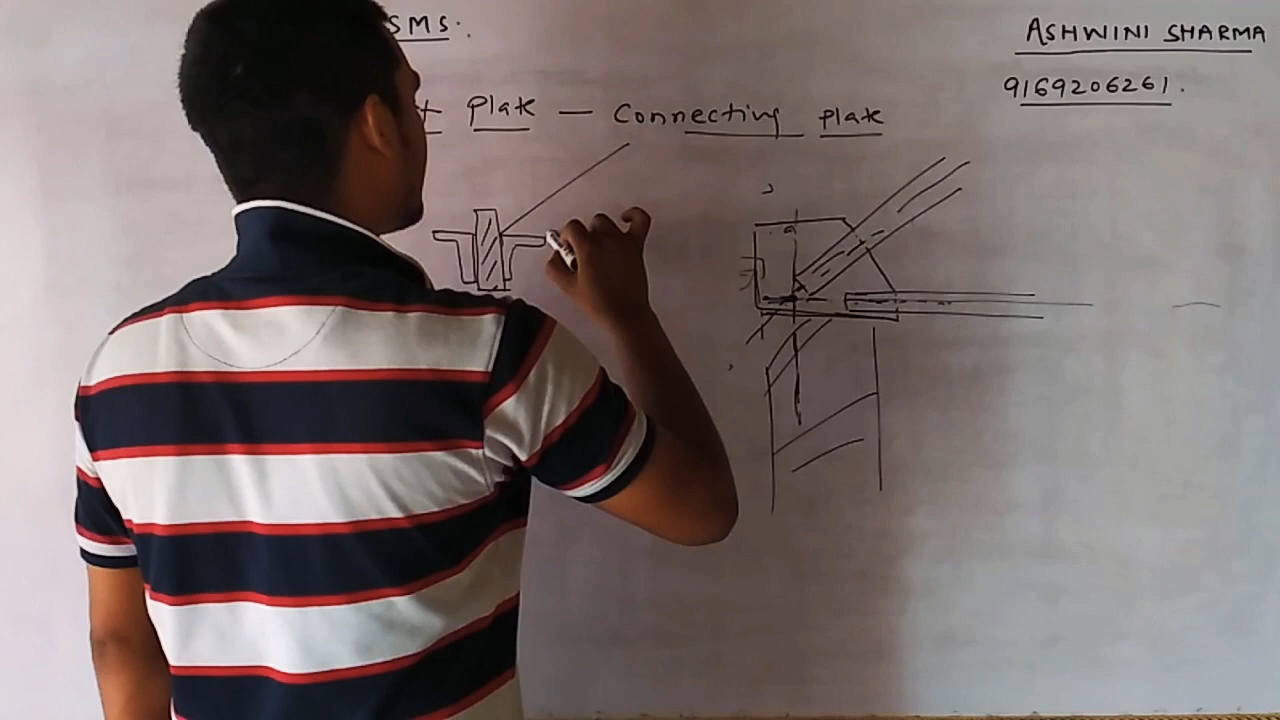 SMS.
ASHWINI SHARMA
9169206261.
Plate — Connecting plate